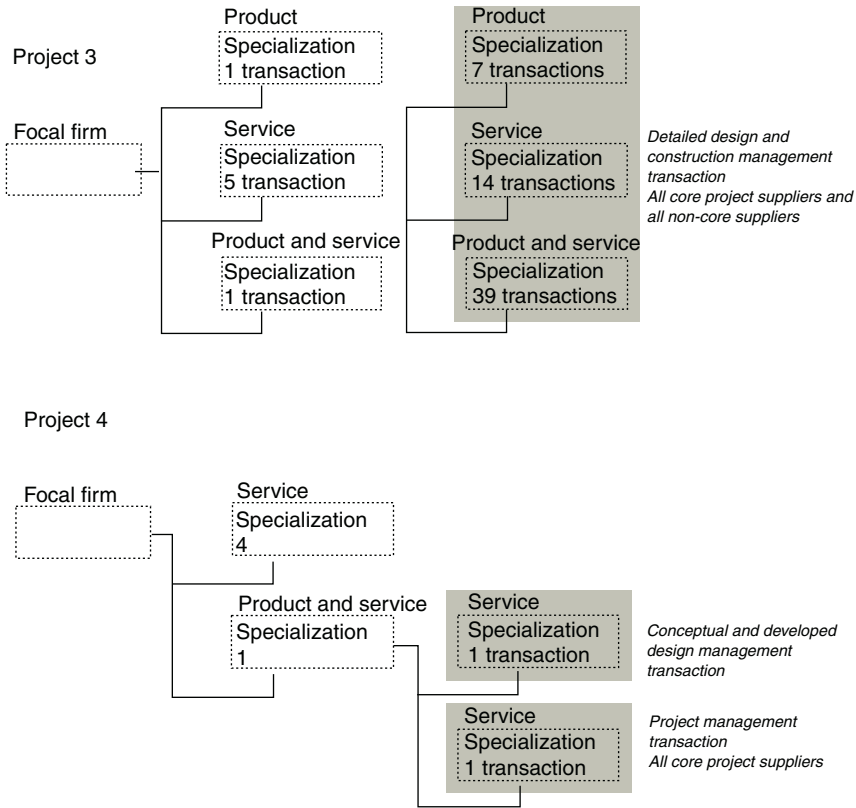 Project 3
Focal firm
Product
Specialization
1 transaction
Service
Specialization
5 transaction
Product and service
Specialization
1 transaction
Product
Specialization
7 transactions
Service
Specialization
14 transactions
Product and service
Specialization
39 transactions
Detailed design and
construction management
transaction
All core project suppliers and
all non-core suppliers
Project 4
Focal firm
Service
Specialization
4
Product and service
Specialization
1
Service
Specialization
1 transaction
Conceptual and developed
design management
transaction
Service
Specialization
1 transaction
Project management
transaction
All core project suppliers